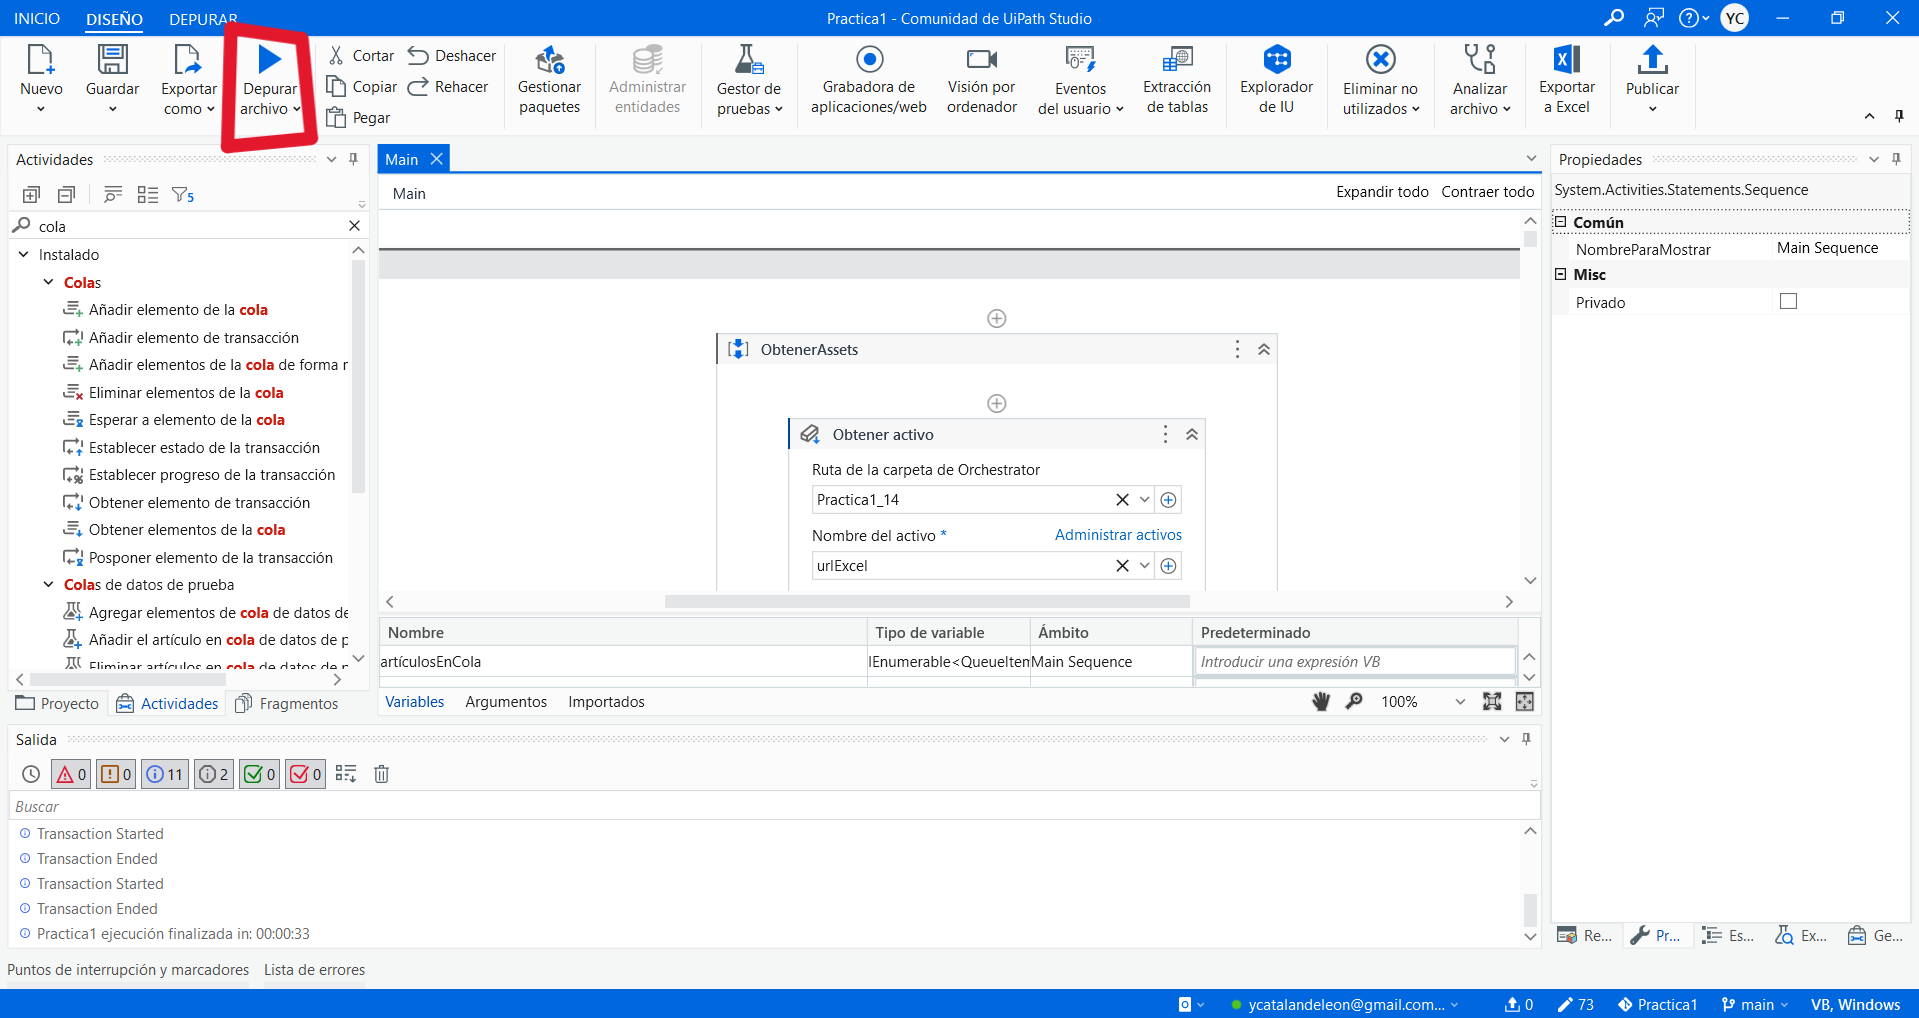 INICIO DISEÑO DEPURAR
Practica1 - Comunidad de UiPath Studio
YC
Nuevo
Guardar
Exportar
como
Depurar
archivo
Cortar
Copiar
Pegar
Deshacer
Rehacer
Gestionar
paquetes
Administrar
entidades
Gestor de
pruebas
Grabadora de
aplicaciones/web
Visión por
ordenador
Eventos
del usuario
Extracción
de tablas
Explorador
de IU
Eliminar no
utilizados
Analizar
archivo
Exportar
a Excel
Publicar
Actividades
5
cola
Instalado
Colas
Añadir elemento de la cola
Añadir elemento de transacción
Añadir elementos de la cola de forma r
Eliminar elementos de la cola
Esperar a elemento de la cola
Establecer estado de la transacción
Establecer progreso de la transacción
Obtener elemento de transacción
Obtener elementos de la cola
Posponer elemento de la transacción
Colas de datos de prueba
Agregar elementos de cola de datos de
Añadir el artículo en cola de datos de p
Eliminar artículos en cola de datos de p
Proyecto Actividades Fragmentos
Main
Main
Expandir todo Contraer todo
ObtenerAssets
Obtener activo
Ruta de la carpeta de Orchestrator
Practica1_14
Nombre del activo * Administrar activos
urlExcel
Nombre Tipo de variable Ámbito Predeterminado
artículosEnCola IEnumerable<QueueIten Main Sequence Introducir una expresión VB
Variables Argumentos Importados
100%
Propiedades
System.Activities.Statements.Sequence
Común
NombreParaMostrar Main Sequence
Misc
Privado
Re... Pr... Es... Ex... Ge...
Salida
0 0 11 2 0 0
Buscar
Transaction Started
Transaction Ended
Transaction Started
Transaction Ended
Practica1 ejecución finalizada in: 00:00:33
Puntos de interrupción y marcadores Lista de errores
ycatalandeleon@gmail.com... 0 73 Practica1 main VB, Windows